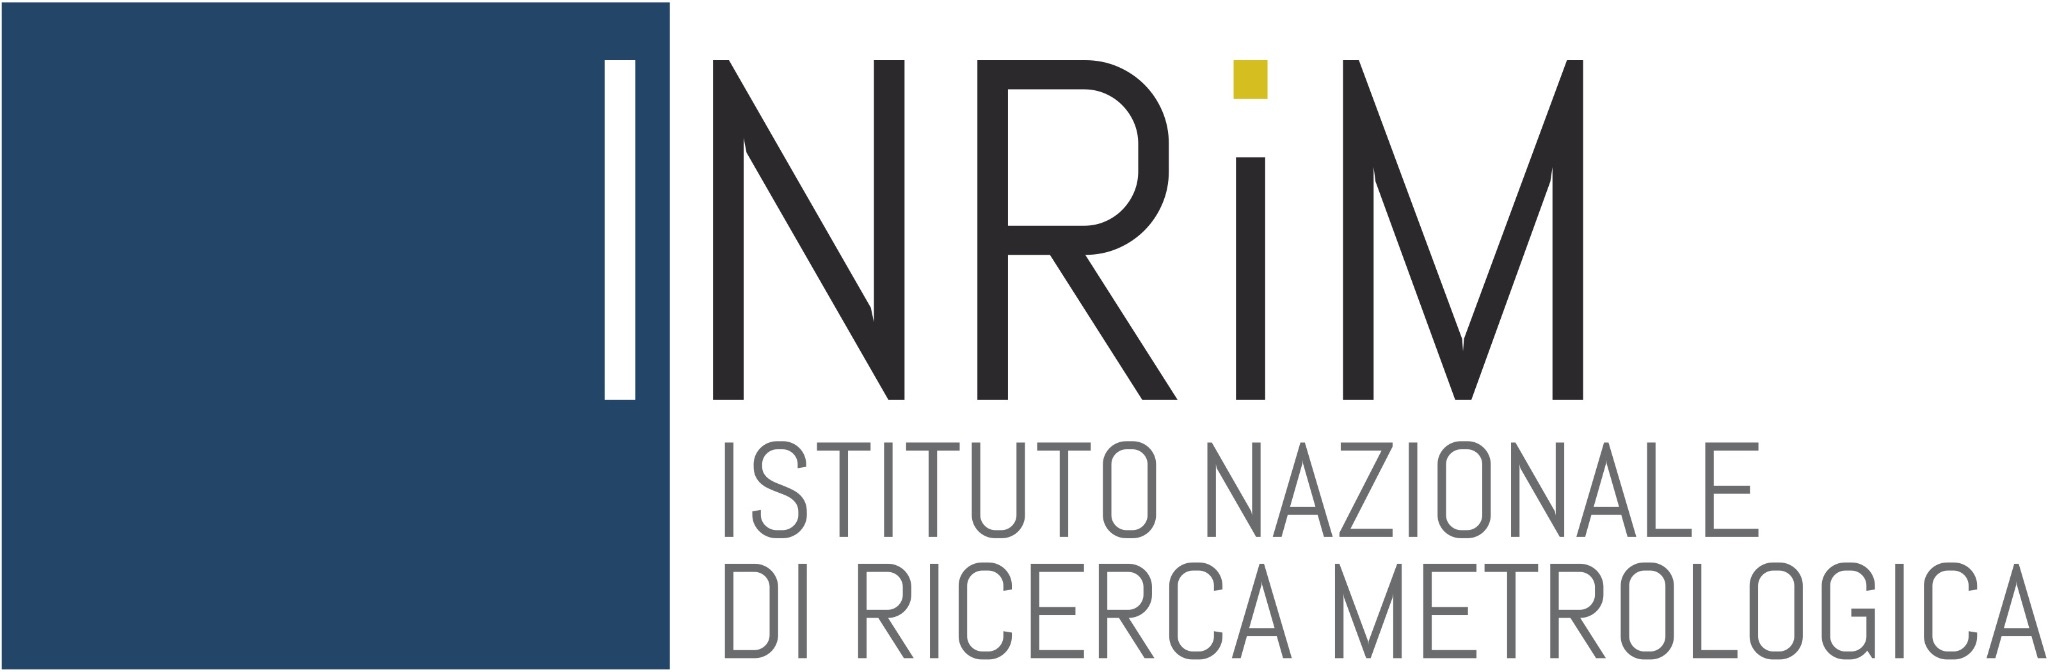 INRiM
ISTITUTO NAZIONALE
DI RICERCA METROLOGICA